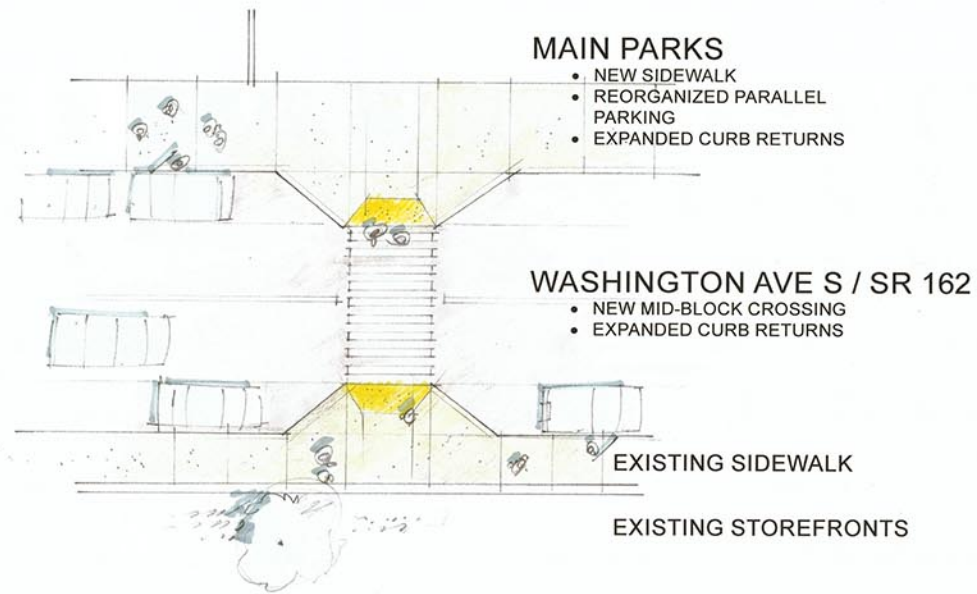 MAIN PARKS
• NEW SIDEWALK
• REORGANIZED PARALLEL
PARKING
• EXPANDED CURB RETURNS
WASHINGTON AVE S / SR 162
• NEW MID-BLOCK CROSSING
• EXPANDED CURB RETURNS
EXISTING SIDEWALK
EXISTING STOREFRONTS